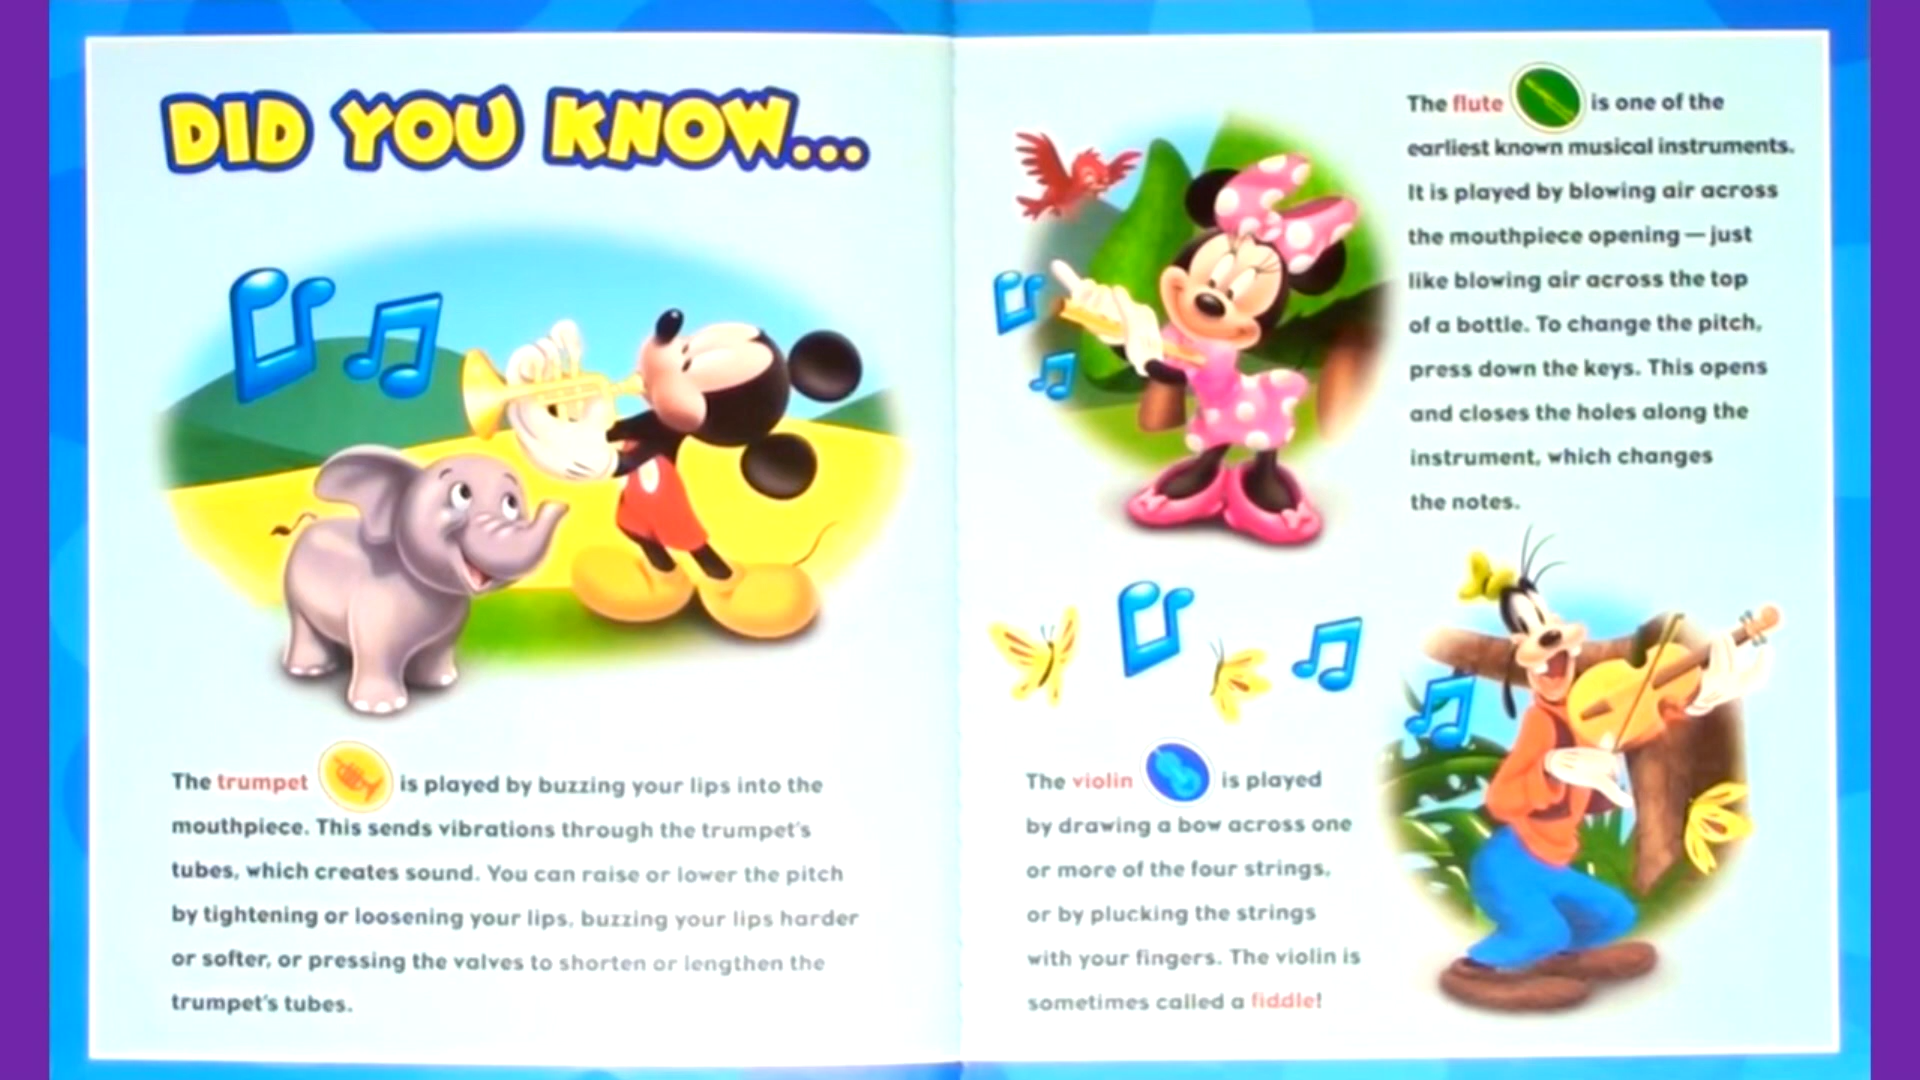 DID YOU KNOW...
The trumpet is played by buzzing your lips into the
mouthpiece. This sends vibrations through the trumpet's
tubes, which creates sound. You can raise or lower the pitch
by tightening or loosening your lips, buzzing your lips harder
or softer, or pressing the valves to shorten or lengthen the
trumpet's tubes.
The flute is one of the
earliest known musical instruments.
It is played by blowing air across
the mouthpiece opening — just
like blowing air across the top
of a bottle. To change the pitch,
press down the keys. This opens
and closes the holes along the
instrument, which changes
the notes.
The violin is played
by drawing a bow across one
or more of the four strings,
or by plucking the strings
with your fingers. The violin is
sometimes called a fiddle!